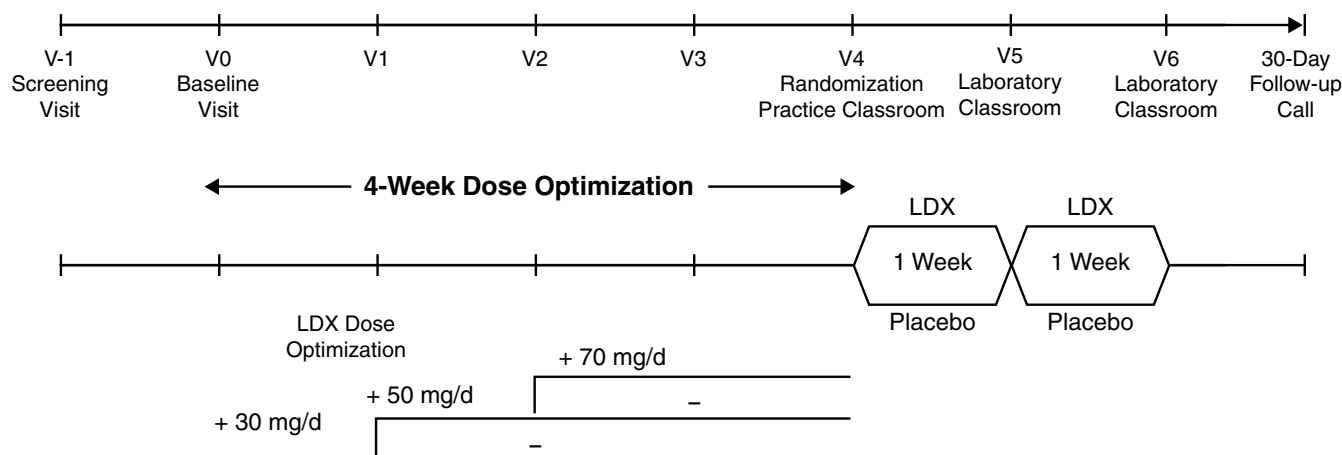 V-1
Screening
Visit
V0
Baseline
Visit
V1
V2
V3
V4
Randomization
Practice Classroom
V5
Laboratory
Classroom
V6
Laboratory
Classroom
30-Day
Follow-up
Call
4-Week Dose Optimization
LDX
LDX
1 Week
1 Week
Placebo
Placebo
LDX Dose
Optimization
+ 70 mg/d
+ 50 mg/d
–
+ 30 mg/d
–